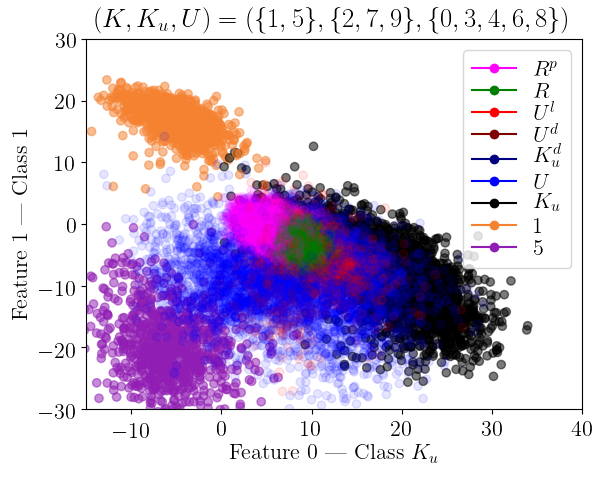 (K, K_u, U) = ({1, 5}, {2, 7, 9}, {0, 3, 4, 6, 8})
30
20
10
0
−10
−20
−30
Feature 1 — Class 1
R^p
R
U^l
U^d
K_u^d
U
K_u
1
5
−10
0
10
20
30
40
Feature 0 — Class K_u